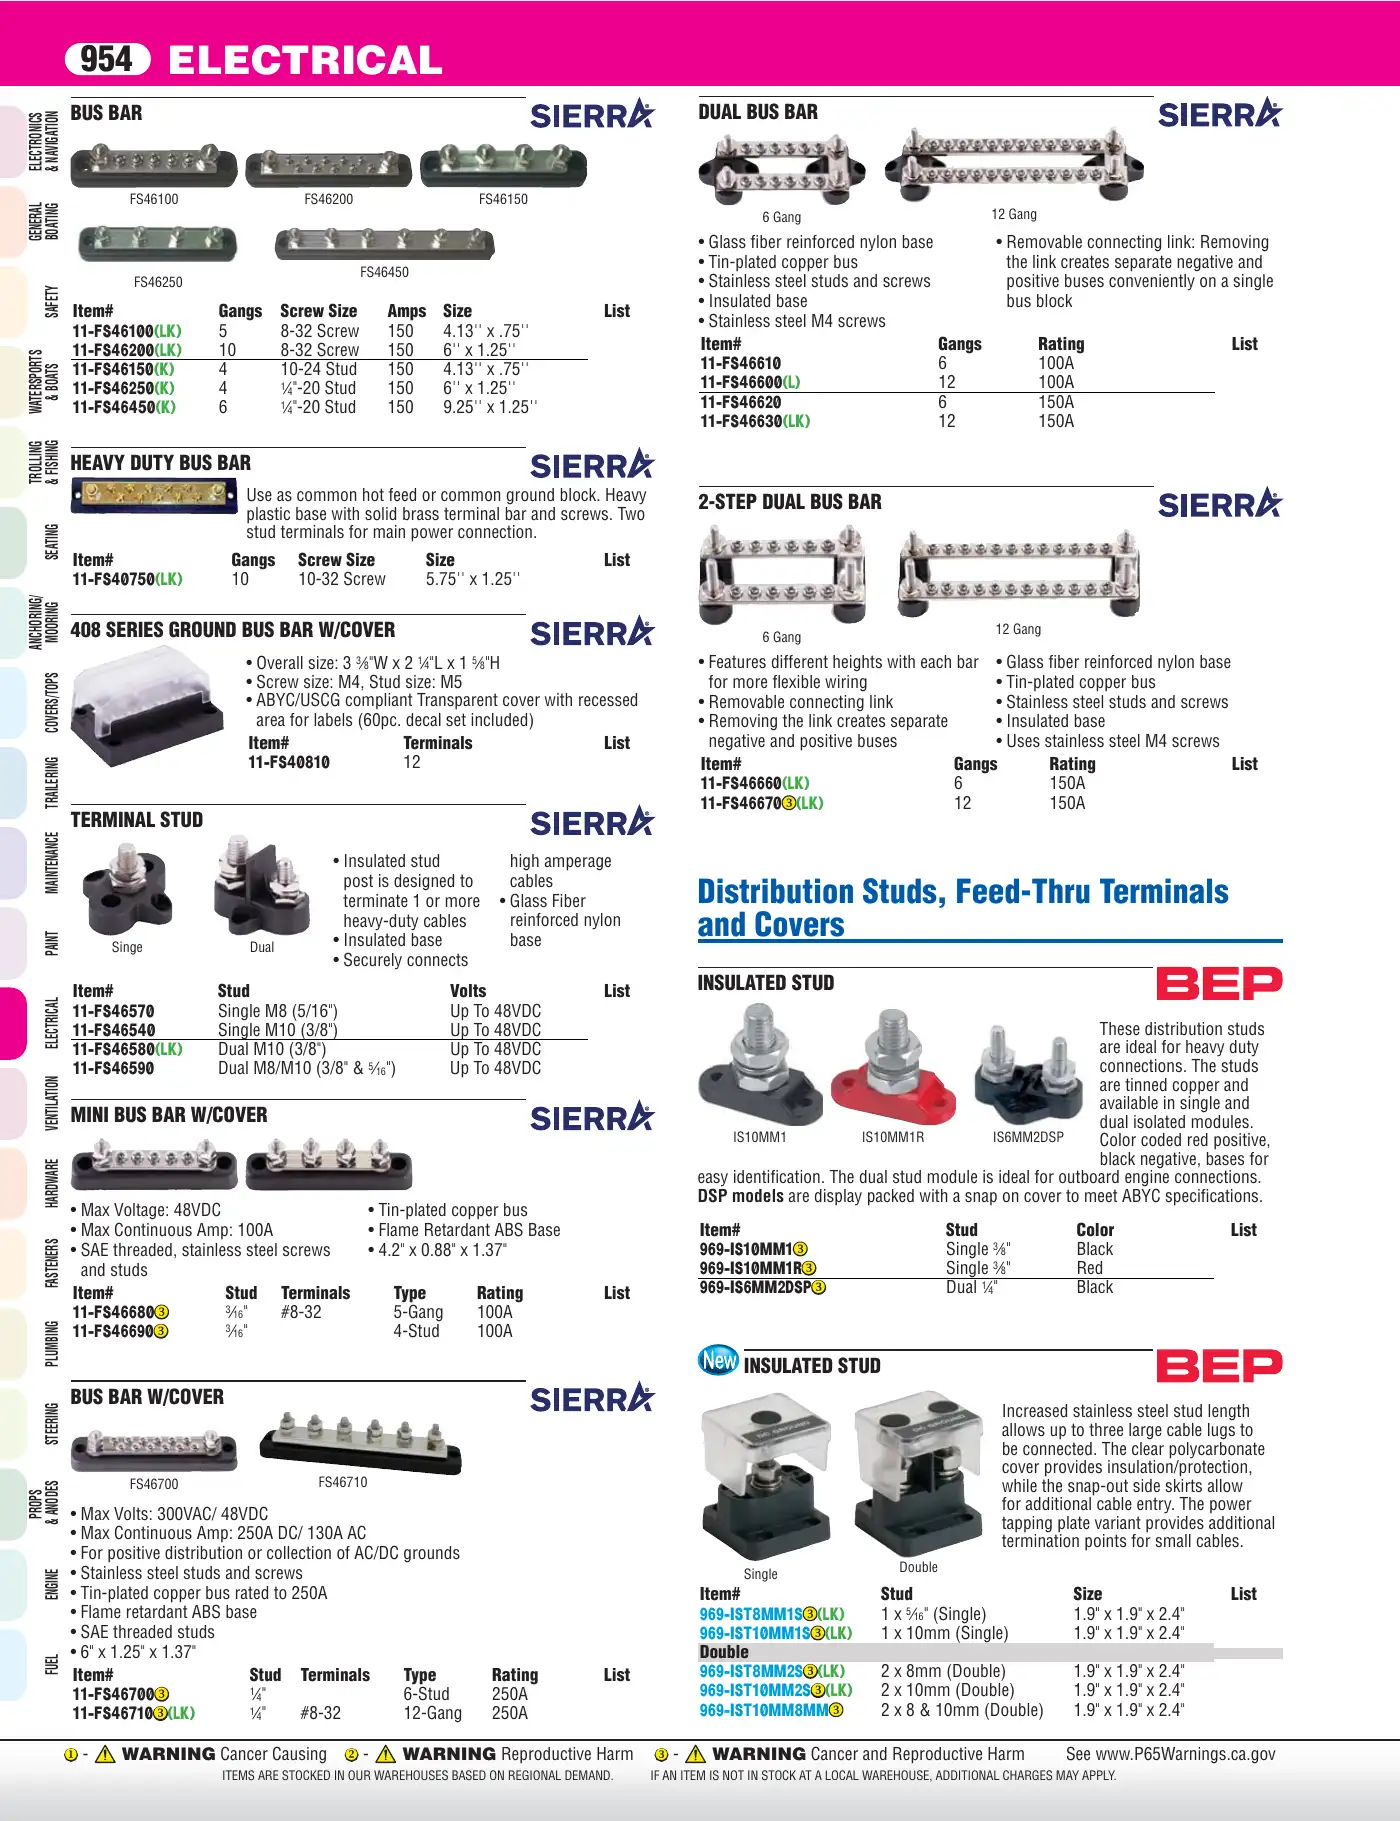 954 ELECTRICAL
ELECTRONICS & NAVIGATION
GENERAL BOATING
SAFETY
WATERSPORTS & BOATS
TROLLING & FISHING
SEATING
ANCHORING/ MOORING
COVERS/TOPS
TRAILERING
MAINTENANCE
PAINT
ELECTRICAL
VENTILATION
HARDWARE
FASTENERS
PLUMBING
STEERING
PROPS & ANODES
ENGINE
FUEL
BUS BAR SIERRA
FS46100 FS46200 FS46150
FS46250 FS46450
Item# Gangs Screw Size Amps Size List
11-FS46100(LK) 5 8-32 Screw 150 4.13'' x .75''
11-FS46200(LK) 10 8-32 Screw 150 6'' x 1.25''
11-FS46150(K) 4 10-24 Stud 150 4.13'' x .75''
11-FS46250(K) 4 ¼"-20 Stud 150 6'' x 1.25''
11-FS46450(K) 6 ¼"-20 Stud 150 9.25'' x 1.25''
HEAVY DUTY BUS BAR SIERRA
Use as common hot feed or common ground block. Heavy
plastic base with solid brass terminal bar and screws. Two
stud terminals for main power connection.
Item# Gangs Screw Size Size List
11-FS40750(LK) 10 10-32 Screw 5.75'' x 1.25''
408 SERIES GROUND BUS BAR W/COVER SIERRA
• Overall size: 3 ⅜"W x 2 ¼"L x 1 ⅝"H
• Screw size: M4, Stud size: M5
• ABYC/USCG compliant Transparent cover with recessed
area for labels (60pc. decal set included)
Item# Terminals List
11-FS40810 12
TERMINAL STUD SIERRA
Singe Dual
• Insulated stud
post is designed to
terminate 1 or more
heavy-duty cables
• Insulated base
• Securely connects
high amperage
cables
• Glass Fiber
reinforced nylon
base
Item# Stud Volts List
11-FS46570 Single M8 (5/16") Up To 48VDC
11-FS46540 Single M10 (3/8") Up To 48VDC
11-FS46580(LK) Dual M10 (3/8") Up To 48VDC
11-FS46590 Dual M8/M10 (3/8" & 5⁄16") Up To 48VDC
MINI BUS BAR W/COVER SIERRA
• Max Voltage: 48VDC
• Max Continuous Amp: 100A
• SAE threaded, stainless steel screws
and studs
• Tin-plated copper bus
• Flame Retardant ABS Base
• 4.2" x 0.88" x 1.37"
Item# Stud Terminals Type Rating List
11-FS46680 3 3⁄16" #8-32 5-Gang 100A
11-FS46690 3 3⁄16" 4-Stud 100A
BUS BAR W/COVER SIERRA
FS46700 FS46710
• Max Volts: 300VAC/ 48VDC
• Max Continuous Amp: 250A DC/ 130A AC
• For positive distribution or collection of AC/DC grounds
• Stainless steel studs and screws
• Tin-plated copper bus rated to 250A
• Flame retardant ABS base
• SAE threaded studs
• 6" x 1.25" x 1.37"
Item# Stud Terminals Type Rating List
11-FS46700 3 ¼" 6-Stud 250A
11-FS46710 3 (LK) ¼" #8-32 12-Gang 250A
DUAL BUS BAR SIERRA
6 Gang 12 Gang
• Glass fiber reinforced nylon base
• Tin-plated copper bus
• Stainless steel studs and screws
• Insulated base
• Stainless steel M4 screws
• Removable connecting link: Removing
the link creates separate negative and
positive buses conveniently on a single
bus block
Item# Gangs Rating List
11-FS46610 6 100A
11-FS46600(L) 12 100A
11-FS46620 6 150A
11-FS46630(LK) 12 150A
2-STEP DUAL BUS BAR SIERRA
6 Gang 12 Gang
• Features different heights with each bar
for more flexible wiring
• Removable connecting link
• Removing the link creates separate
negative and positive buses
• Glass fiber reinforced nylon base
• Tin-plated copper bus
• Stainless steel studs and screws
• Insulated base
• Uses stainless steel M4 screws
Item# Gangs Rating List
11-FS46660(LK) 6 150A
11-FS46670 3 (LK) 12 150A
Distribution Studs, Feed-Thru Terminals
and Covers
INSULATED STUD BEP
IS10MM1 IS10MM1R IS6MM2DSP
These distribution studs
are ideal for heavy duty
connections. The studs
are tinned copper and
available in single and
dual isolated modules.
Color coded red positive,
black negative, bases for
easy identification. The dual stud module is ideal for outboard engine connections.
DSP models are display packed with a snap on cover to meet ABYC specifications.
Item# Stud Color List
969-IS10MM1 3 Single ⅜" Black
969-IS10MM1R 3 Single ⅜" Red
969-IS6MM2DSP 3 Dual ¼" Black
New INSULATED STUD BEP
Single Double
Increased stainless steel stud length
allows up to three large cable lugs to
be connected. The clear polycarbonate
cover provides insulation/protection,
while the snap-out side skirts allow
for additional cable entry. The power
tapping plate variant provides additional
termination points for small cables.
Item# Stud Size List
969-IST8MM1S 3 (LK) 1 x 5⁄16" (Single) 1.9" x 1.9" x 2.4"
969-IST10MM1S 3 (LK) 1 x 10mm (Single) 1.9" x 1.9" x 2.4"
Double
969-IST8MM2S 3 (LK) 2 x 8mm (Double) 1.9" x 1.9" x 2.4"
969-IST10MM2S 3 (LK) 2 x 10mm (Double) 1.9" x 1.9" x 2.4"
969-IST10MM8MM 3 2 x 8 & 10mm (Double) 1.9" x 1.9" x 2.4"
1 - WARNING Cancer Causing 2 - WARNING Reproductive Harm 3 - WARNING Cancer and Reproductive Harm See www.P65Warnings.ca.gov
ITEMS ARE STOCKED IN OUR WAREHOUSES BASED ON REGIONAL DEMAND. IF AN ITEM IS NOT IN STOCK AT A LOCAL WAREHOUSE, ADDITIONAL CHARGES MAY APPLY.